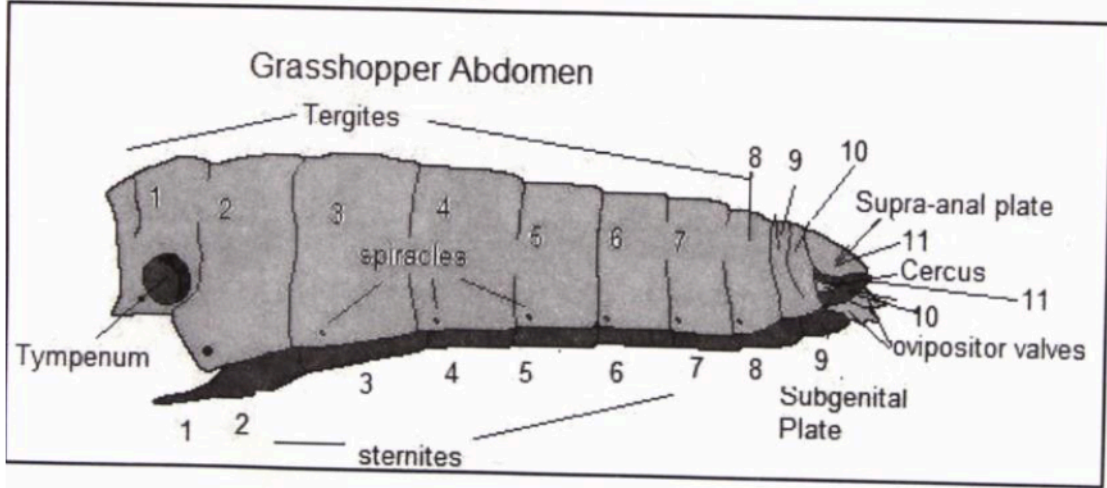 Grasshopper Abdomen
Tergites
8
9
10
1
2
3
4
5
6
7
Supra-anal plate
11
spiracles
Cercus
11
10
Tympenum
ovipositor valves
3
4
5
6
7
8
9
Subgenital
Plate
1
2
sternites